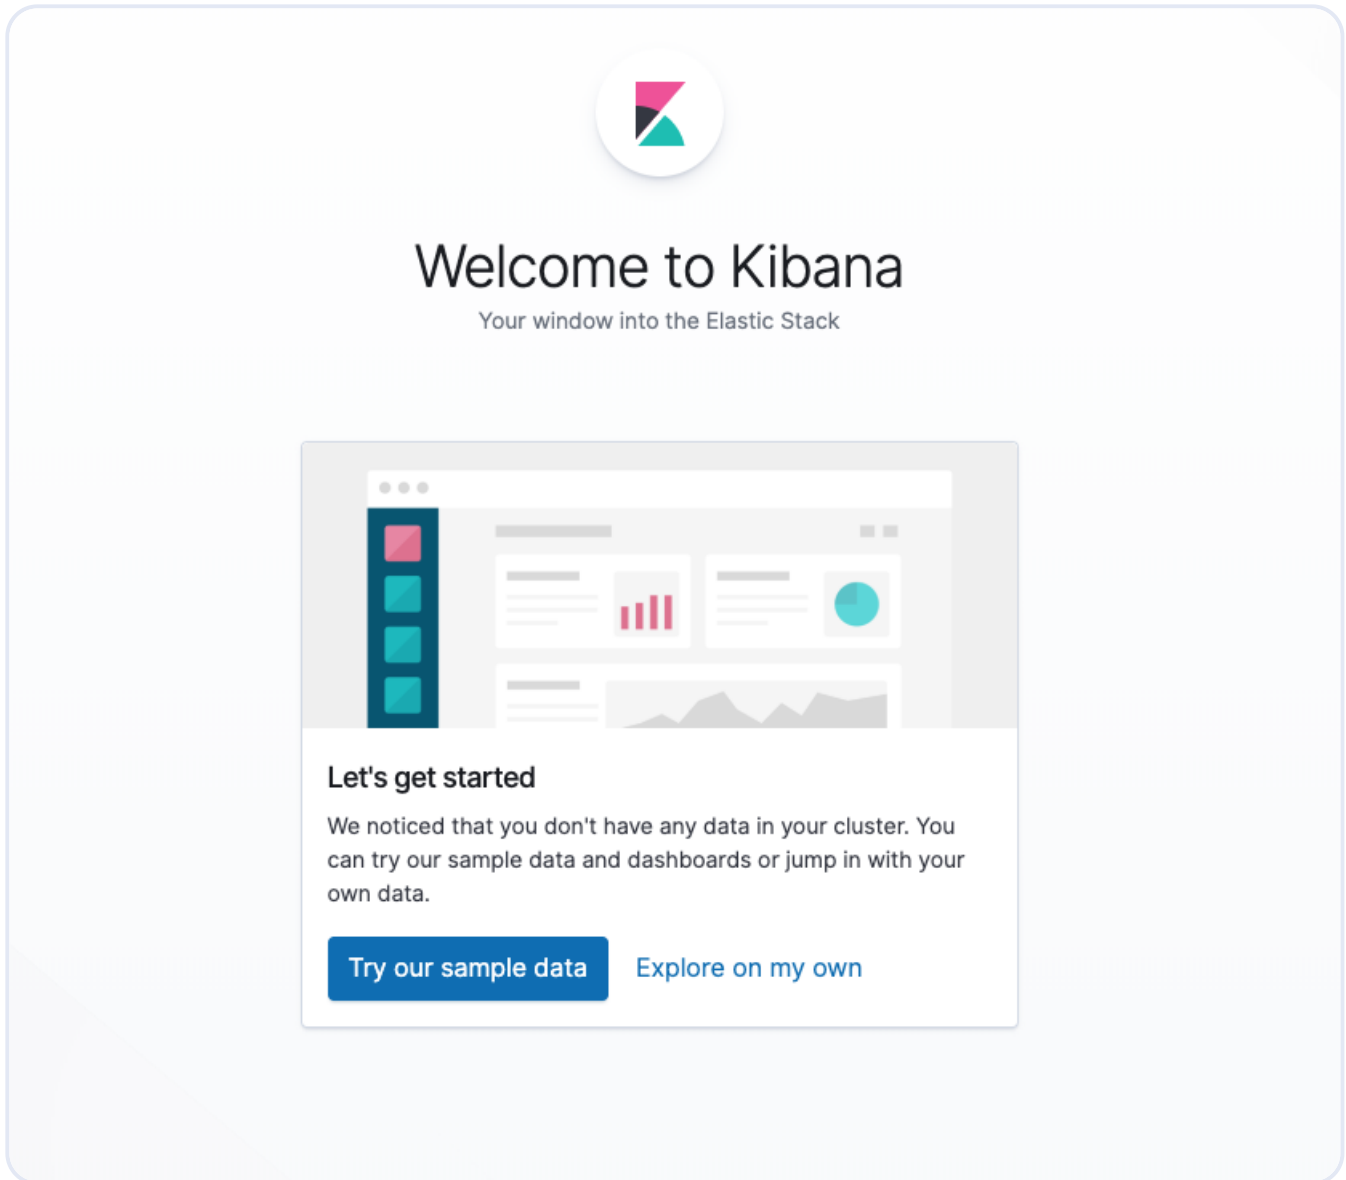 Welcome to Kibana
Your window into the Elastic Stack
Let's get started
We noticed that you don't have any data in your cluster. You
can try our sample data and dashboards or jump in with your
own data.
Try our sample data
Explore on my own